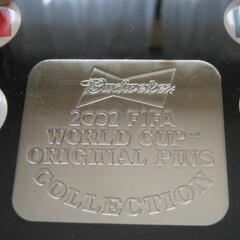 Budweiser
2002 FIFA
WORLD CUP™
ORIGINAL PINS
COLLECTION